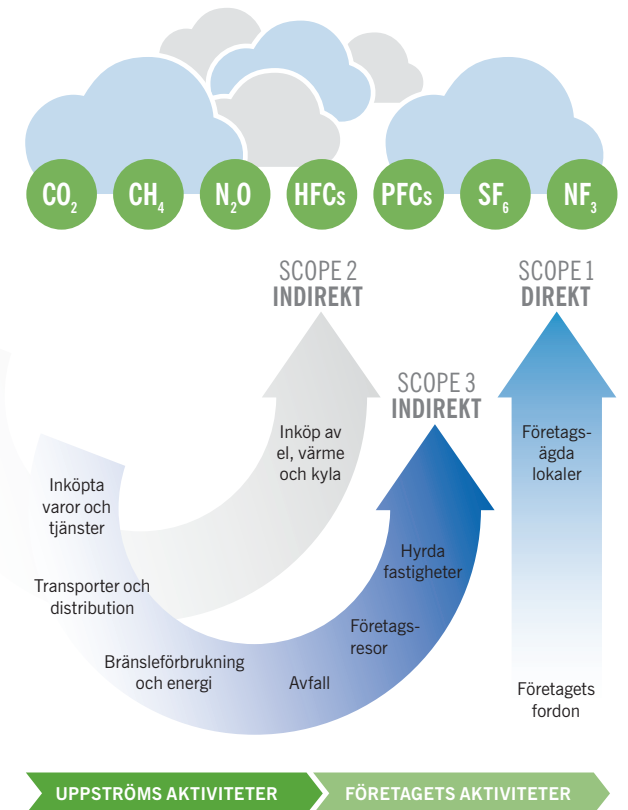 CO₂ CH₄ N₂O HFCs PFCs SF₆ NF₃
SCOPE 2
INDIREKT
SCOPE 1
DIREKT
SCOPE 3
INDIREKT
Inköp av
el, värme
och kyla
Företags-
ägda
lokaler
Inköpta
varor och
tjänster
Hyrda
fastigheter
Transporter och
distribution
Företags-
resor
Bränsleförbrukning
och energi
Avfall
Företagets
fordon
UPPSTRÖMS AKTIVITETER
FÖRETAGETS AKTIVITETER